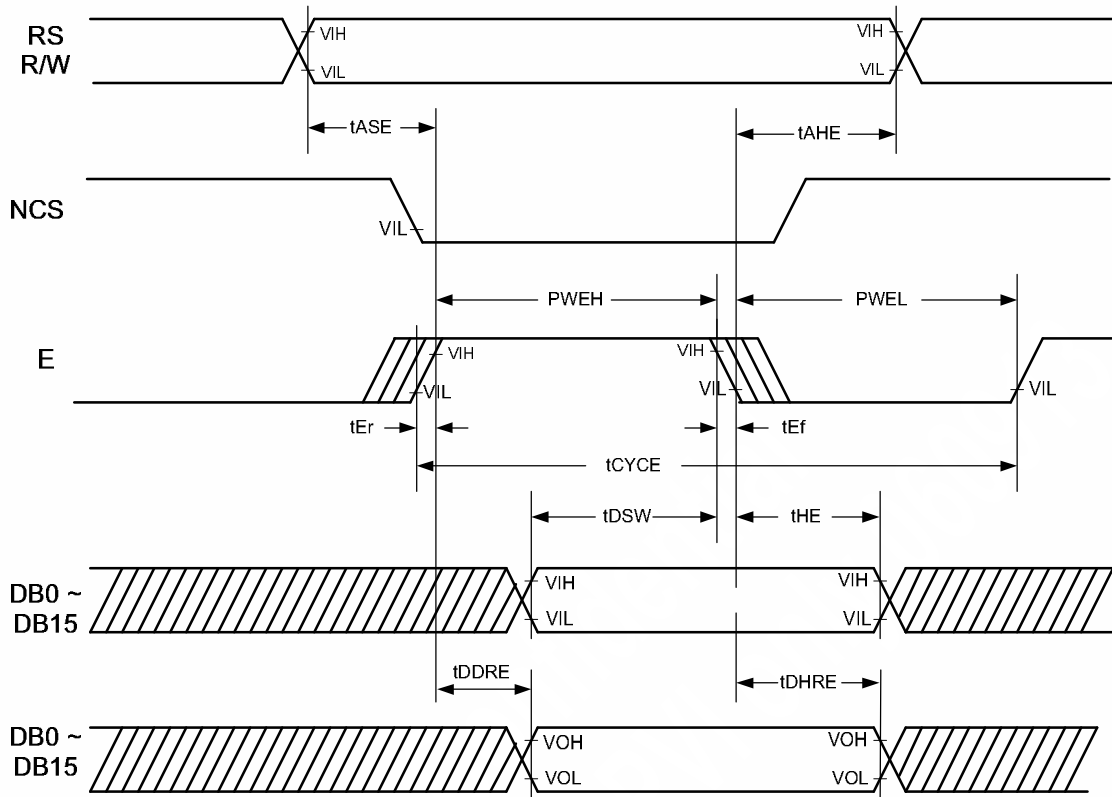 RS
R/W
VIH
VIH
VIL
VIL
tASE
tAHE
NCS
VIL
PWEH
PWEL
E
VIH
VIH
VIL
VIL
VIL
tEr
tEf
tCYCE
tDSW
tHE
DB0 ~
DB15
VIH
VIH
VIL
VIL
tDDRE
tDHRE
DB0 ~
DB15
VOH
VOH
VOL
VOL